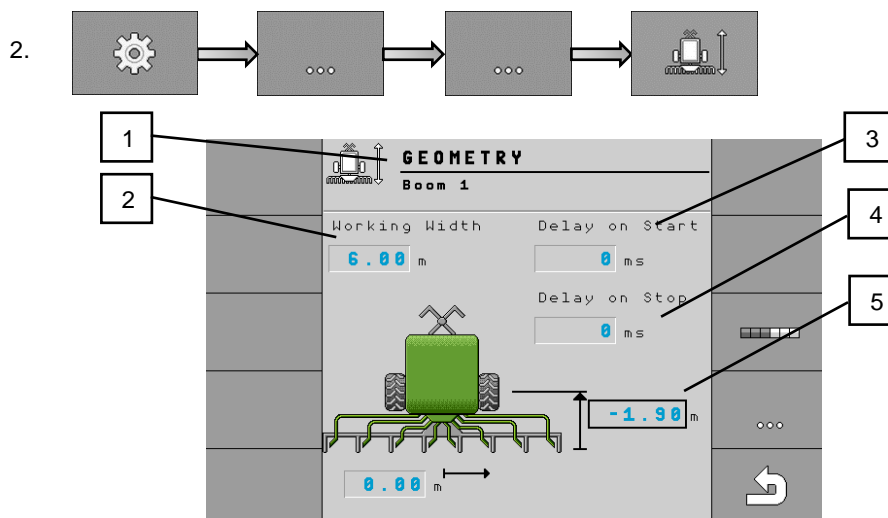 2.
1
GEOMETRY
Boom 1
3
2
Working Width
Delay on Start
6.00 m
0 ms
4
Delay on Stop
0 ms
5
-1.90 m
0.00 m